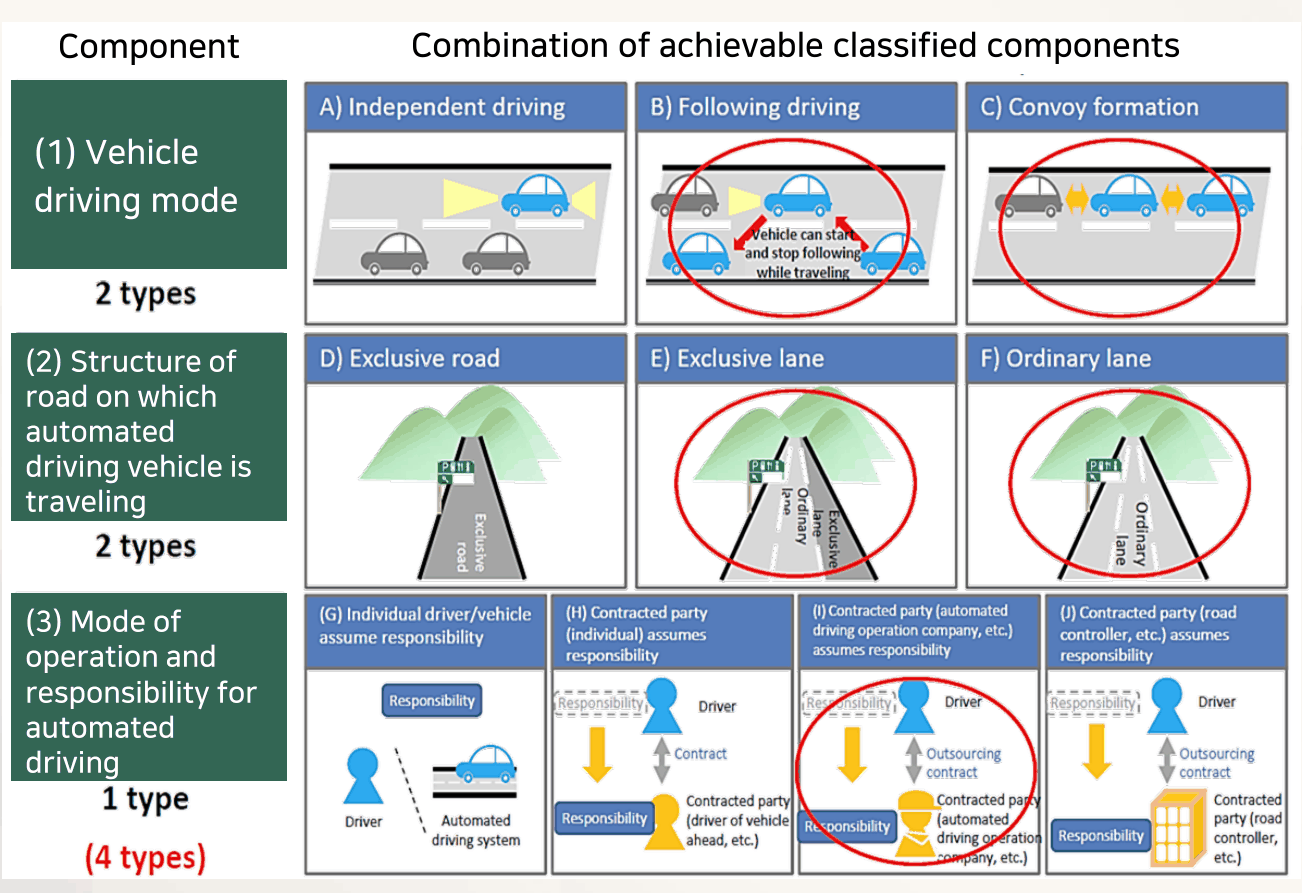 Component
Combination of achievable classified components
(1) Vehicle
driving mode
2 types
A) Independent driving
B) Following driving
Vehicle can start
and stop following
while traveling
C) Convoy formation
(2) Structure of
road on which
automated
driving vehicle is
traveling
2 types
D) Exclusive road
Exclusive
road
E) Exclusive lane
Ordinary
lane
Exclusive
lane
F) Ordinary lane
Ordinary
lane
(3) Mode of
operation and
responsibility for
automated
driving
1 type
(4 types)
(G) Individual driver/vehicle
assume responsibility
Responsibility
Driver
Automated
driving system
(H) Contracted party
(individual) assumes
responsibility
Responsibility
Driver
Contract
Responsibility
Contracted party
(driver of vehicle
ahead, etc.)
(I) Contracted party (automated
driving operation company, etc.)
assumes responsibility
Responsibility
Driver
Outsourcing
contract
Responsibility
Contracted party
(automated
driving operation
company, etc.)
(J) Contracted party (road
controller, etc.) assumes
responsibility
Responsibility
Driver
Outsourcing
contract
Responsibility
Contracted
party (road
controller,
etc.)